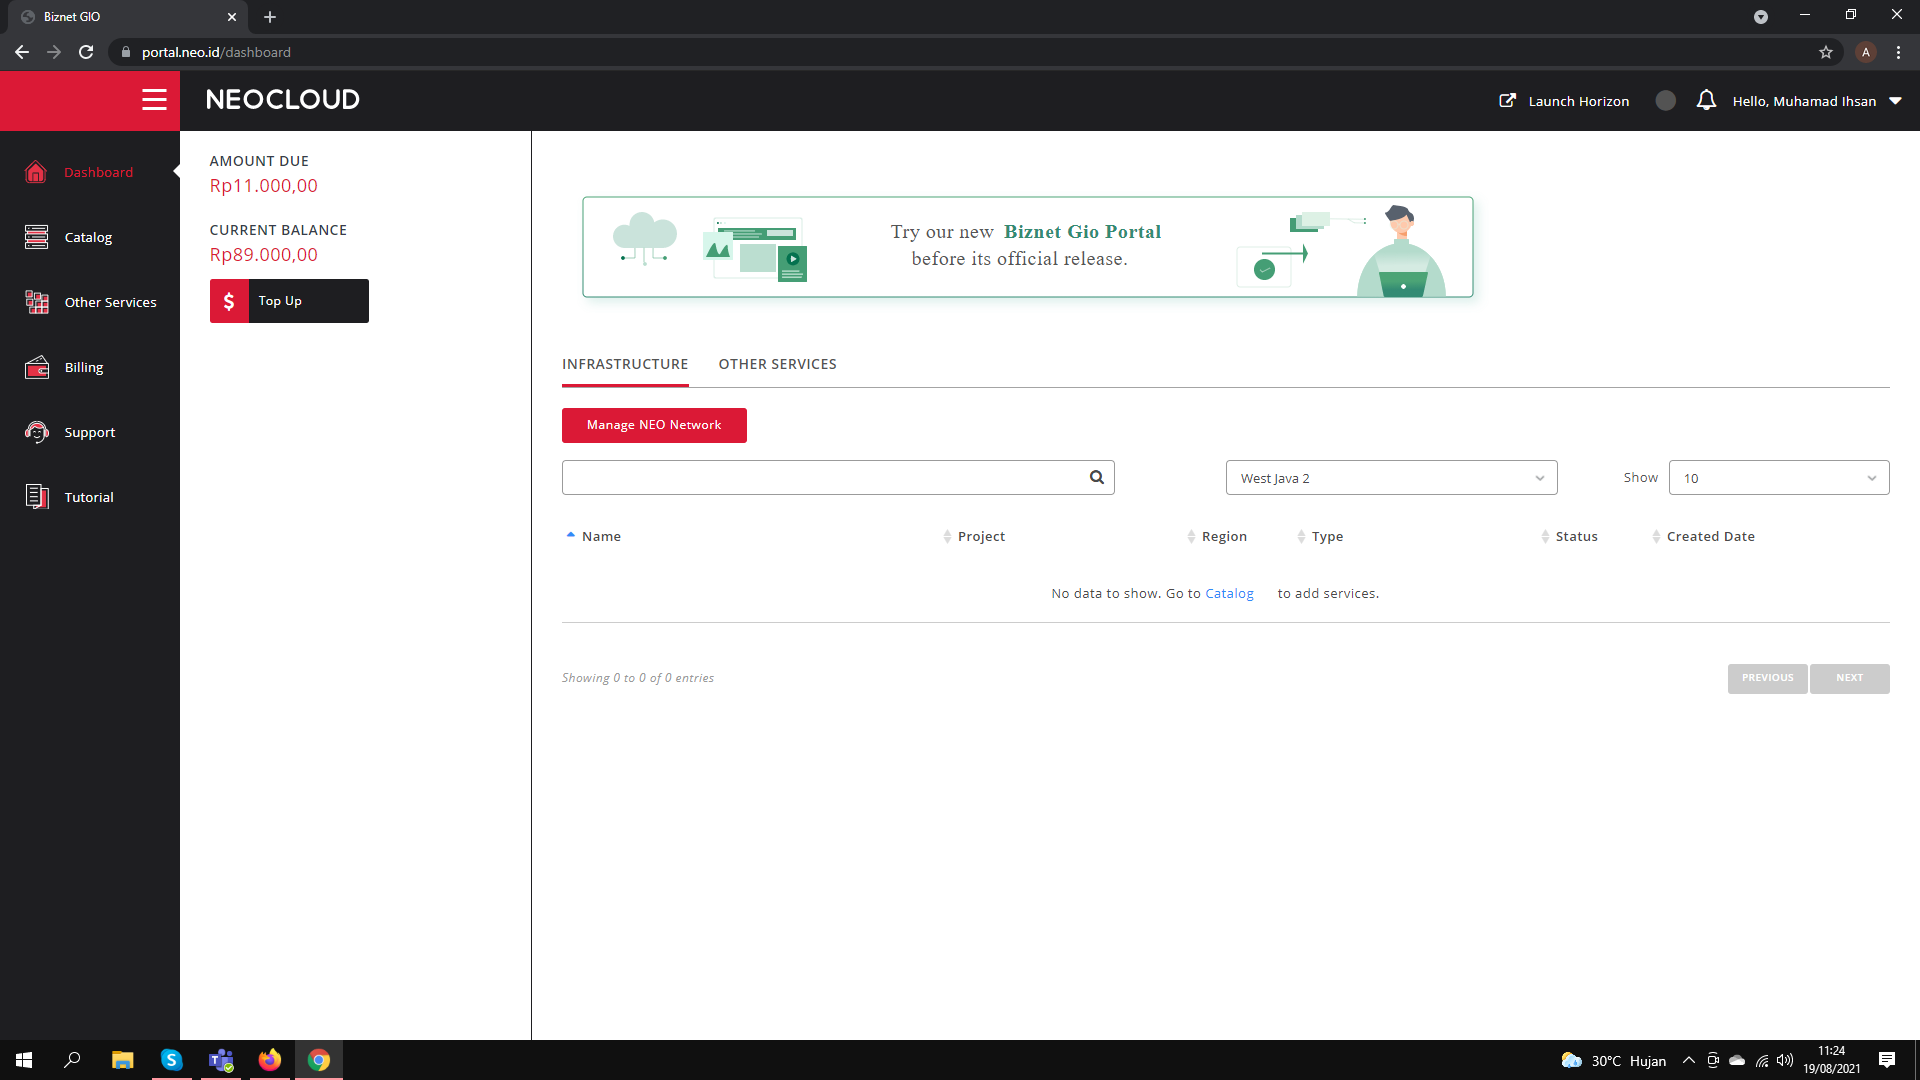 Biznet GIO
portal.neo.id/dashboard
A
NEOCLOUD
Launch Horizon
Hello, Muhamad Ihsan
Dashboard
Catalog
Other Services
Billing
Support
Tutorial
AMOUNT DUE
Rp11.000,00
CURRENT BALANCE
Rp89.000,00
$ Top Up
Try our new Biznet Gio Portal
before its official release.
INFRASTRUCTURE OTHER SERVICES
Manage NEO Network
West Java 2
Show 10
Name Project Region Type Status Created Date
No data to show. Go to Catalog to add services.
Showing 0 to 0 of 0 entries
PREVIOUS NEXT
30°C Hujan
11:24
19/08/2021